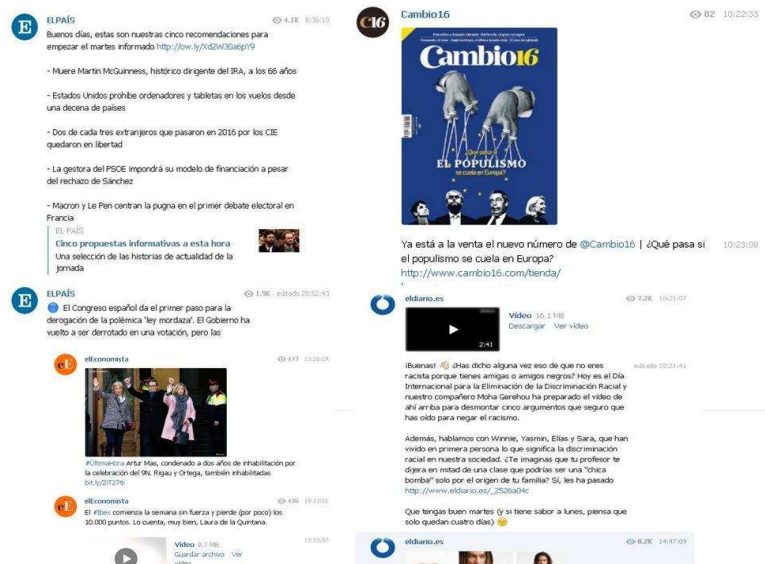 ELPAÍS
4.1K 8:36:13
Buenos días, estas son nuestras cinco recomendaciones para
empezar el martes informado http://ow.ly/Xd2W30a6pY9
- Muere Martin McGuinness, histórico dirigente del IRA, a los 66 años
- Estados Unidos prohíbe ordenadores y tabletas en los vuelos desde
una decena de países
- Dos de cada tres extranjeros que pasaron en 2016 por los CIE
quedaron en libertad
- La gestora del PSOE impondrá su modelo de financiación a pesar
del rechazo de Sánchez
- Macron y Le Pen centran la pugna en el primer debate electoral en
Francia
EL PAÍS
Cinco propuestas informativas a esta hora
Una selección de las historias de actualidad de la
jornada
ELPAÍS
1.9K editado 20:52:43
El Congreso español da el primer paso para la
derogación de la polémica 'ley mordaza'. El Gobierno ha
vuelto a ser derrotado en una votación, pero las
elEconomista
477 13:26:29
#ÚltimaHora Artur Mas, condenado a dos años de inhabilitación por
la celebración del 9N. Rigau y Ortega, también inhabilitadas
elEconomista
436
El #Ibex comienza la semana sin fuerza y pierde (por poco) los
10.000 puntos. Lo cuenta, muy bien, Laura de la Quintana.
Vídeo 9.7 MB
Guardar archivo Ver
vídeo
C16
Cambio16
82 10:22:33
Cambio16
¿Qué pasa si
EL POPULISMO
se cuela en Europa?
Ya está a la venta el nuevo número de @Cambio16 | ¿Qué pasa si
10:23:08
el populismo se cuela en Europa?
http://www.cambio16.com/tienda/
eldiario.es
7.2K 10:21:07
Vídeo 16.1 MB
Descargar Ver vídeo
2:41
¡Buenas! ¿Has dicho alguna vez eso de que no eres
editado 10:21:41
racista porque tienes amigas o amigos negros? Hoy es el Día
Internacional para la Eliminación de la Discriminación Racial y
nuestro compañero Moha Gerehou ha preparado el vídeo de
ahí arriba para desmontar cinco argumentos que seguro que
has oído para negar el racismo.
Además, hablamos con Winnie, Yasmin, Elías y Sara, que han
vivido en primera persona lo que significa la discriminación
racial en nuestra sociedad. ¿Te imaginas que tu profesor te
dijera en mitad de una clase que podrías ser una "chica
bomba" solo por el origen de tu familia? Sí, les ha pasado
http://www.eldiario.es/_2526a04c
Que tengas buen martes (y si tiene sabor a lunes, piensa que
solo quedan cuatro días)
eldiario.es
8.2K 14:47:09